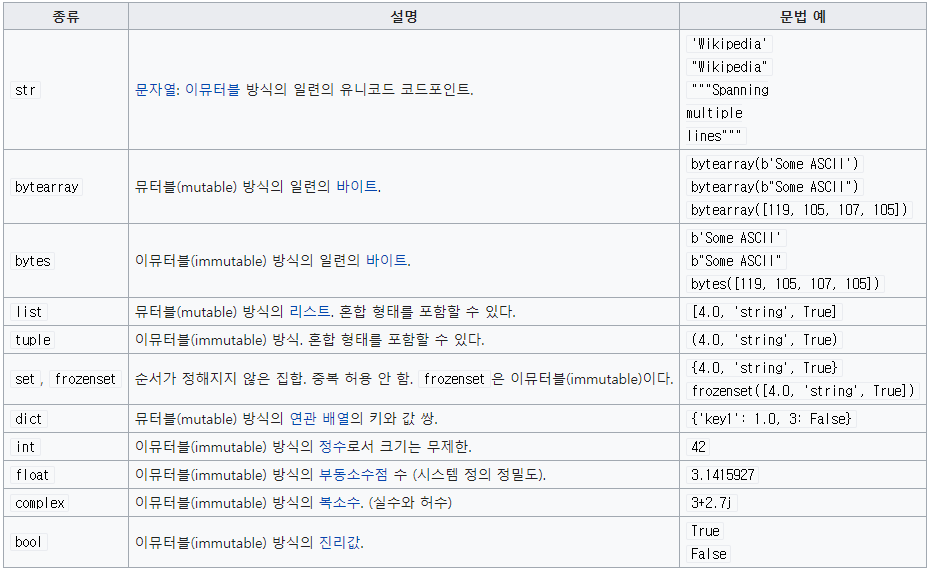 종류 설명 문법 예
str 문자열: 이뮤터블 방식의 일련의 유니코드 코드포인트. 'Wikipedia'
"Wikipedia"
"""Spanning
multiple
lines"""
bytearray 뮤터블(mutable) 방식의 일련의 바이트. bytearray(b'Some ASCII')
bytearray(b"Some ASCII")
bytearray([119, 105, 107, 105])
bytes 이뮤터블(immutable) 방식의 일련의 바이트. b'Some ASCII'
b"Some ASCII"
bytes([119, 105, 107, 105])
list 뮤터블(mutable) 방식의 리스트. 혼합 형태를 포함할 수 있다. [4.0, 'string', True]
tuple 이뮤터블(immutable) 방식. 혼합 형태를 포함할 수 있다. (4.0, 'string', True)
set, frozenset 순서가 정해지지 않은 집합. 중복 허용 안 함. frozenset 은 이뮤터블(immutable)이다. {4.0, 'string', True}
frozenset([4.0, 'string', True])
dict 뮤터블(mutable) 방식의 연관 배열의 키와 값 쌍. {'key1': 1.0, 3: False}
int 이뮤터블(immutable) 방식의 정수로서 크기는 무제한. 42
float 이뮤터블(immutable) 방식의 부동소수점 수 (시스템 정의 정밀도). 3.1415927
complex 이뮤터블(immutable) 방식의 복소수. (실수와 허수) 3+2.7j
bool 이뮤터블(immutable) 방식의 진리값. True
False